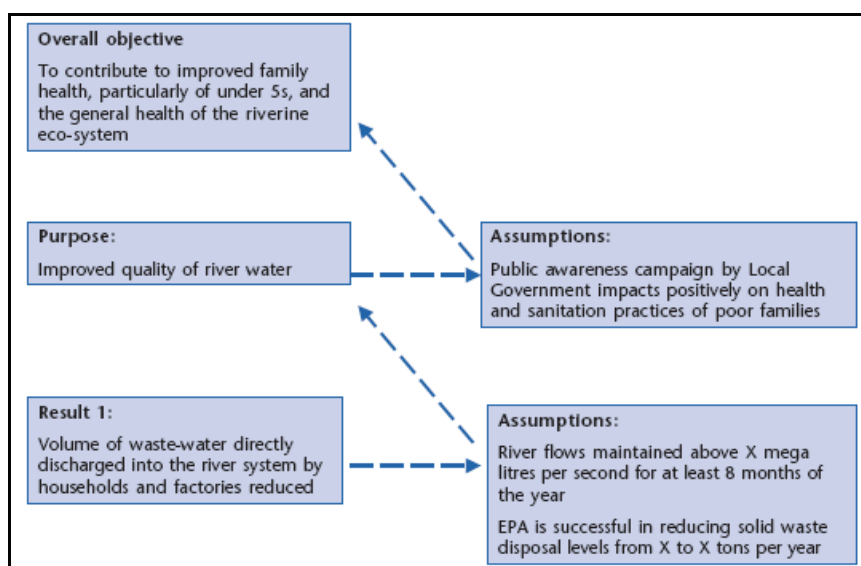 Overall objective
To contribute to improved family
health, particularly of under 5s, and
the general health of the riverine
eco-system
Purpose:
Improved quality of river water
Assumptions:
Public awareness campaign by Local
Government impacts positively on health
and sanitation practices of poor families
Result 1:
Volume of waste-water directly
discharged into the river system by
households and factories reduced
Assumptions:
River flows maintained above X mega
litres per second for at least 8 months of
the year
EPA is successful in reducing solid waste
disposal levels from X to X tons per year